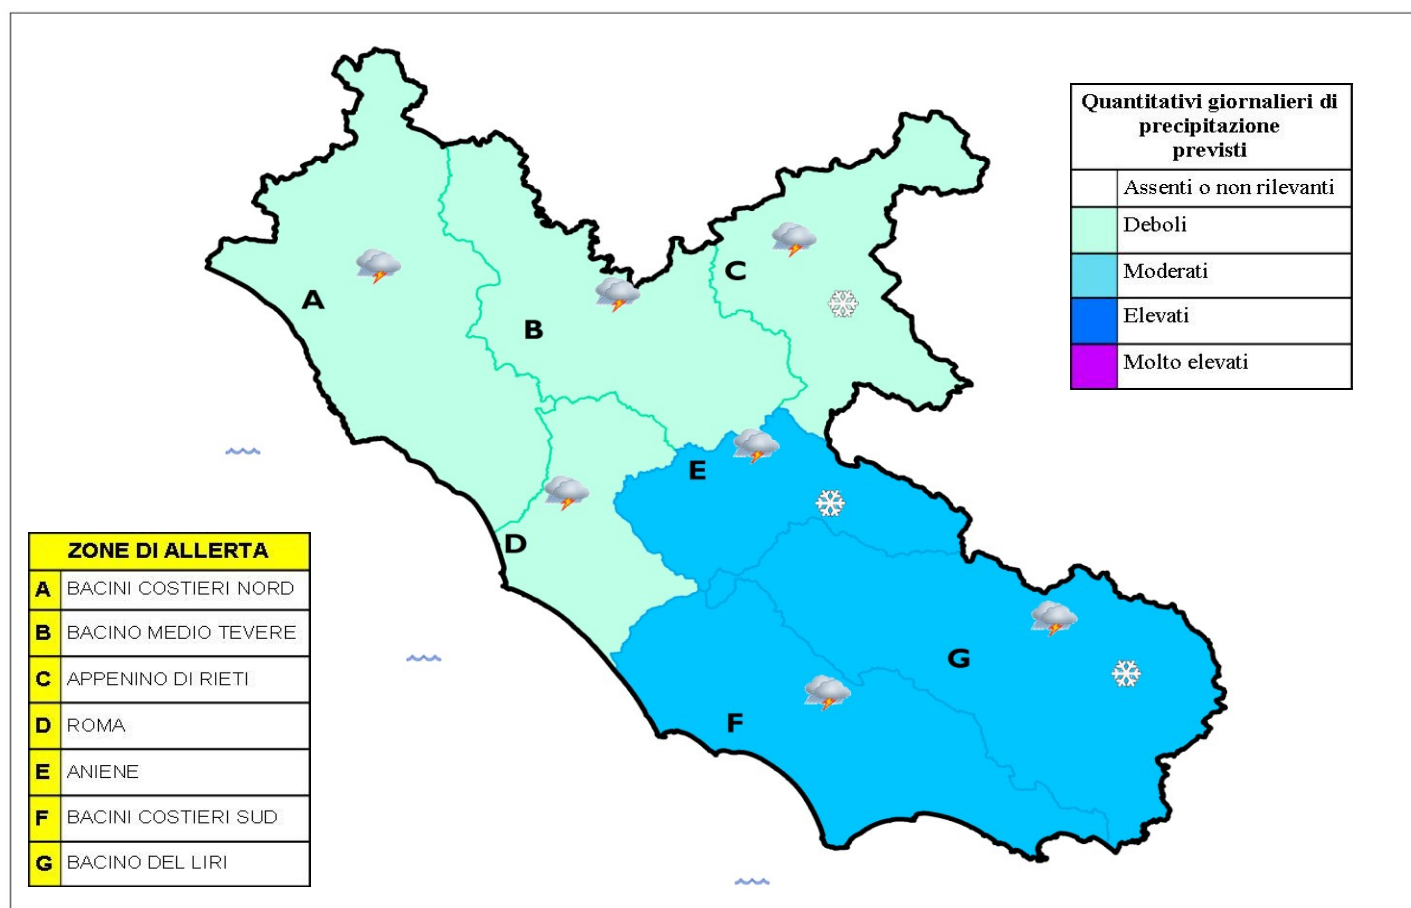 Quantitativi giornalieri di
precipitazione
previsti
Assenti o non rilevanti
Deboli
Moderati
Elevati
Molto elevati
A
B
C
D
E
F
G
ZONE DI ALLERTA
A BACINI COSTIERI NORD
B BACINO MEDIO TEVERE
C APPENINO DI RIETI
D ROMA
E ANIENE
F BACINI COSTIERI SUD
G BACINO DEL LIRI